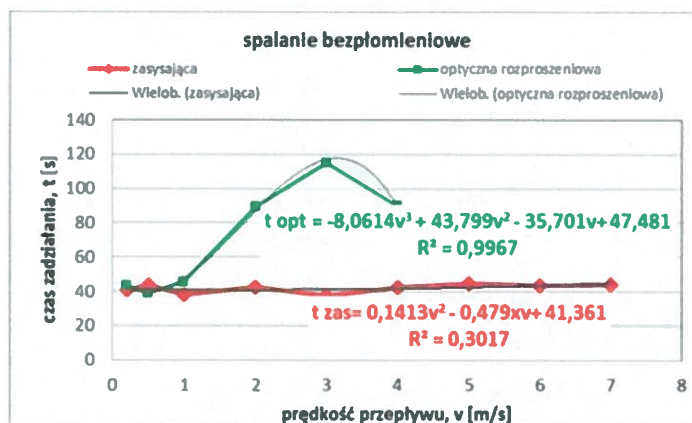 spalanie bezpłomieniowe
zasysająca
optyczna rozproszeniowa
Wielob. (zasysająca)
Wielob. (optyczna rozproszeniowa)
140
120
100
80
60
40
20
0
czas zadziałania, t [s]
t opt = -8,0614v³ + 43,799v² - 35,701v+ 47,481
R² = 0,9967
t zas= 0,1413v² - 0,479xv+ 41,361
R² = 0,3017
0 1 2 3 4 5 6 7 8
prędkość przepływu, v [m/s]